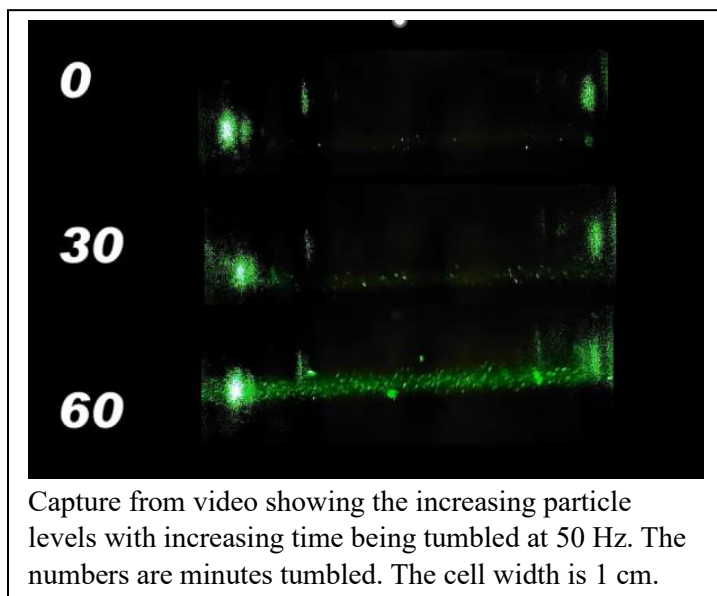 0
30
60
Capture from video showing the increasing particle
levels with increasing time being tumbled at 50 Hz. The
numbers are minutes tumbled. The cell width is 1 cm.